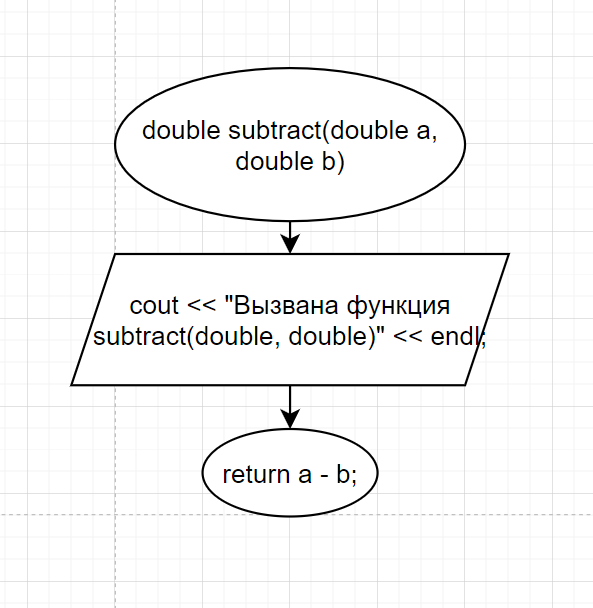 double subtract(double a,
double b)
cout << "Вызвана функция
subtract(double, double)" << endl;
return a - b;